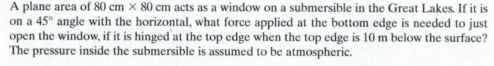 A plane area of 80 cm × 80 cm acts as a window on a submersible in the Great Lakes. If it is
on a 45° angle with the horizontal, what force applied at the bottom edge is needed to just
open the window, if it is hinged at the top edge when the top edge is 10 m below the surface?
The pressure inside the submersible is assumed to be atmospheric.